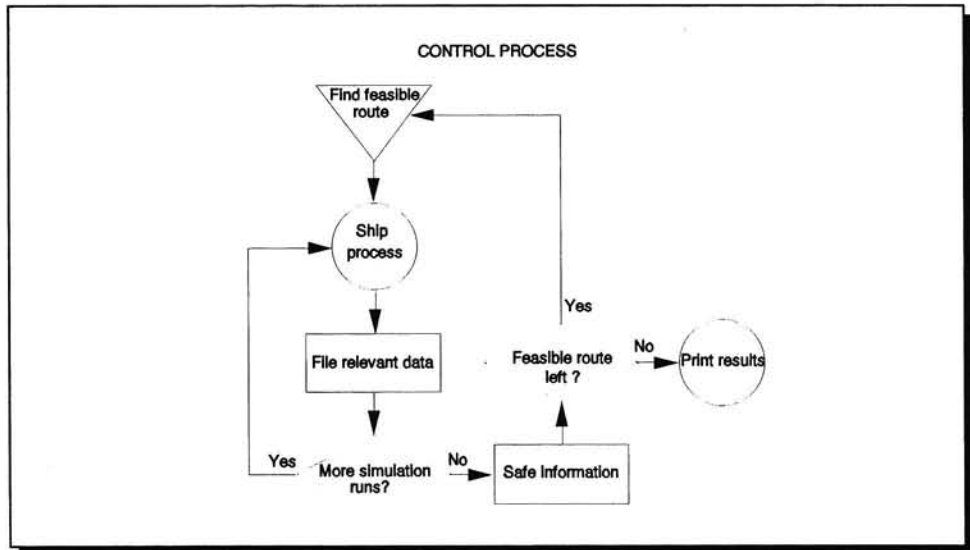 CONTROL PROCESS
Find feasible
route
Ship
process
File relevant data
More simulation
runs?
Yes
No
Safe information
Feasible route
left ?
Yes
No
Print results